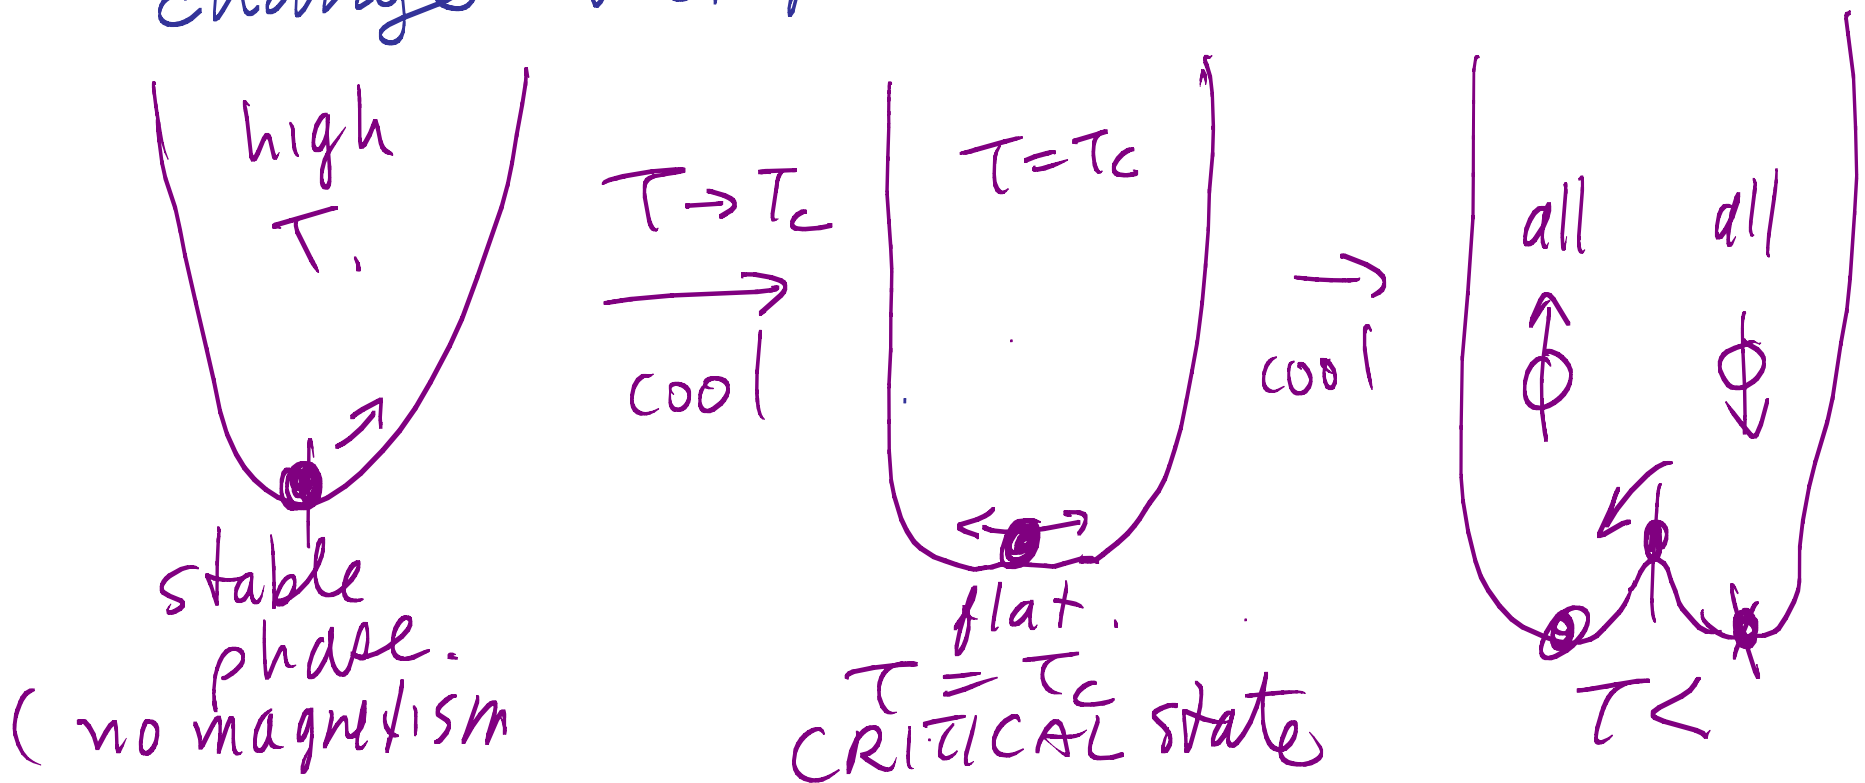 high
T.
T → Tc
cool
T = Tc
cool
all all
stable
phase.
(no magnetism
flat.
T = Tc
CRITICAL state
T <